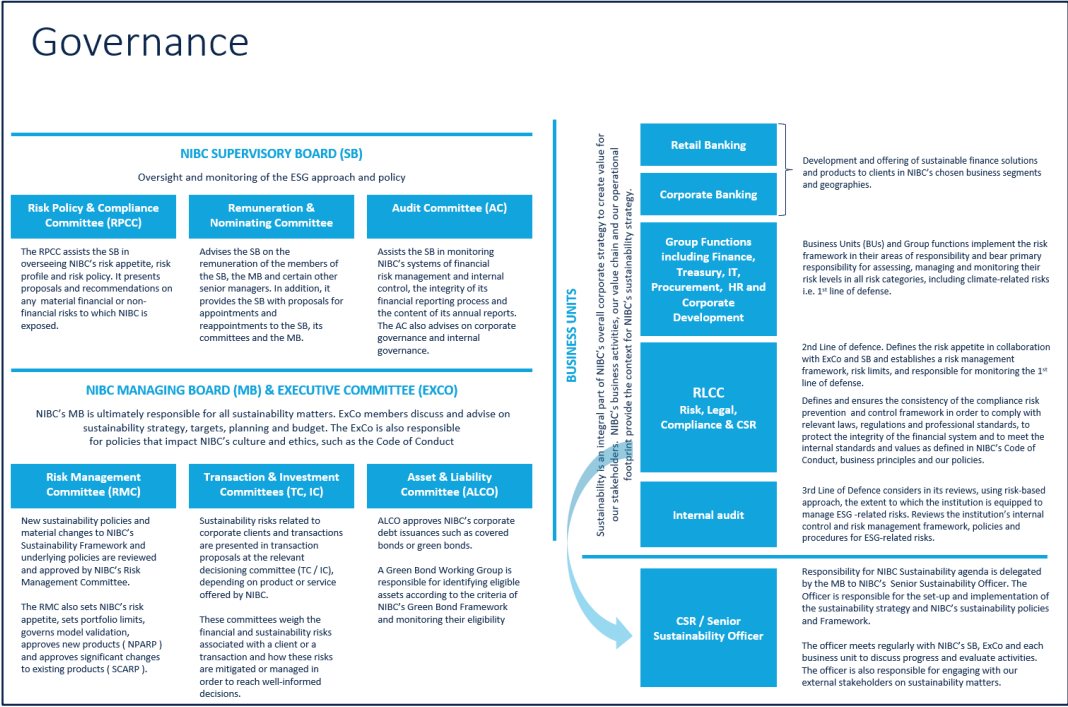 Governance
NIBC SUPERVISORY BOARD (SB)
Oversight and monitoring of the ESG approach and policy
Risk Policy & Compliance
Committee (RPCC)
The RPCC assists the SB in
overseeing NIBC's risk appetite, risk
profile and risk policy. It presents
proposals and recommendations on
any material financial or non-
financial risks to which NIBC is
exposed.
Remuneration &
Nominating Committee
Advises the SB on the
remuneration of the members of
the SB, the MB and certain other
senior managers. In addition, it
provides the SB with proposals for
appointments and
reappointments to the SB, its
committees and the MB.
Audit Committee (AC)
Assists the SB in monitoring
NIBC's systems of financial
risk management and internal
control, the integrity of its
financial reporting process and
the content of its annual reports.
The AC also advises on corporate
governance and internal
governance.
NIBC MANAGING BOARD (MB) & EXECUTIVE COMMITTEE (EXCO)
NIBC's MB is ultimately responsible for all sustainability matters. ExCo members discuss and advise on
sustainability strategy, targets, planning and budget. The ExCo is also responsible
for policies that impact NIBC's culture and ethics, such as the Code of Conduct
Risk Management
Committee (RMC)
New sustainability policies and
material changes to NIBC's
Sustainability Framework and
underlying policies are reviewed
and approved by NIBC's Risk
Management Committee.
The RMC also sets NIBC's risk
appetite, sets portfolio limits,
governs model validation,
approves new products ( NPARP )
and approves significant changes
to existing products ( SCARP ).
Transaction & Investment
Committees (TC, IC)
Sustainability risks related to
corporate clients and transactions
are presented in transaction
proposals at the relevant
decisioning committee (TC / IC),
depending on product or service
offered by NIBC.
These committees weigh the
financial and sustainability risks
associated with a client or a
transaction and how these risks
are mitigated or managed in
order to reach well-informed
decisions.
Asset & Liability
Committee (ALCO)
ALCO approves NIBC's corporate
debt issuances such as covered
bonds or green bonds.
A Green Bond Working Group is
responsible for identifying eligible
assets according to the criteria of
NIBC's Green Bond Framework
and monitoring their eligibility
BUSINESS UNITS
Sustainability is an integral part of NIBC's overall corporate strategy to create value for
our stakeholders. NIBC's business activities, our value chain and our operational
footprint provide the context for NIBC's sustainability strategy.
Retail Banking
Corporate Banking
Development and offering of sustainable finance solutions
and products to clients in NIBC's chosen business segments
and geographies.
Group Functions
including Finance,
Treasury, IT,
Procurement, HR and
Corporate
Development
Business Units (BUs) and Group functions implement the risk
framework in their areas of responsibility and bear primary
responsibility for assessing, managing and monitoring their
risk levels in all risk categories, including climate-related risks
i.e. 1st line of defense.
RLCC
Risk, Legal,
Compliance & CSR
2nd Line of defence. Defines the risk appetite in collaboration
with ExCo and SB and establishes a risk management
framework, risk limits, and responsible for monitoring the 1st
line of defense.
Defines and ensures the consistency of the compliance risk
prevention and control framework in order to comply with
relevant laws, regulations and professional standards, to
protect the integrity of the financial system and to meet the
internal standards and values as defined in NIBC's Code of
Conduct, business principles and our policies.
Internal audit
3rd Line of Defence considers in its reviews, using risk-based
approach, the extent to which the institution is equipped to
manage ESG -related risks. Reviews the institution's internal
control and risk management framework, policies and
procedures for ESG-related risks.
CSR / Senior
Sustainability Officer
Responsibility for NIBC Sustainability agenda is delegated
by the MB to NIBC's Senior Sustainability Officer. The
Officer is responsible for the set-up and implementation of
the sustainability strategy and NIBC's sustainability policies
and Framework.
The officer meets regularly with NIBC's SB, ExCo and each
business unit to discuss progress and evaluate activities.
The officer is also responsible for engaging with our
external stakeholders on sustainability matters.